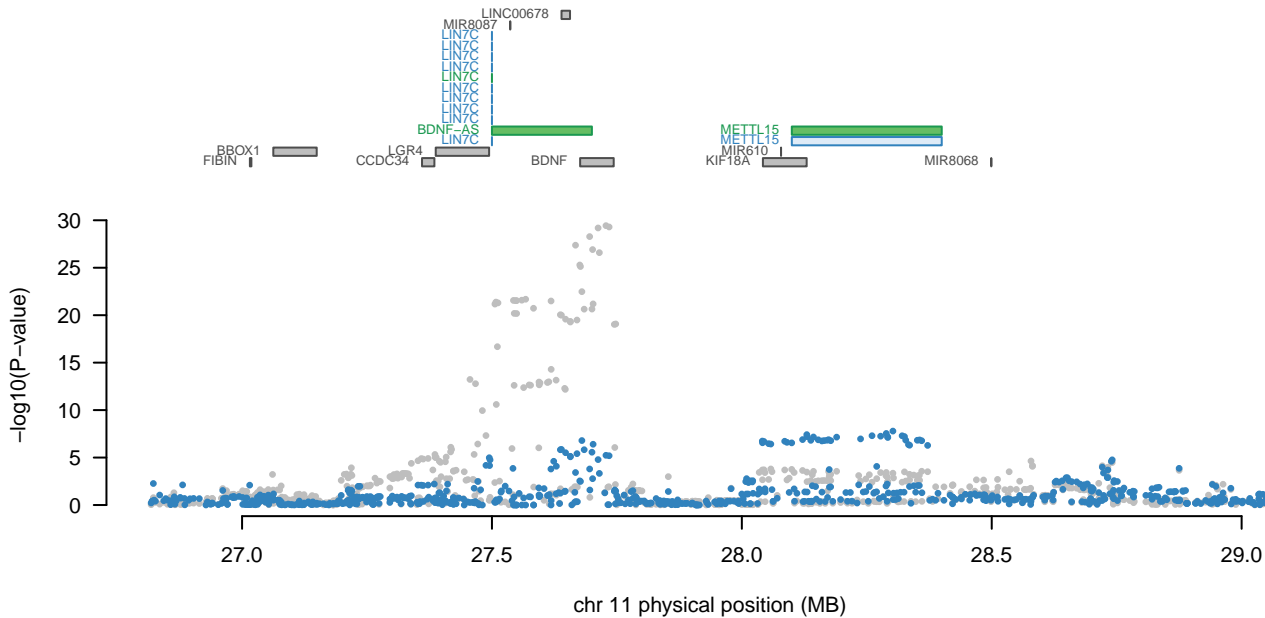 LINC00678
MIR8087
LIN7C
LIN7C
LIN7C
LIN7C
LIN7C
LIN7C
LIN7C
LIN7C
LIN7C
BDNF−AS METTL15
LIN7C METTL15
BBOX1 LGR4 MIR610
FIBIN CCDC34 BDNF KIF18A MIR8068
30
25
20
15
10
5
0
−log10(P−value)
27.0 27.5 28.0 28.5 29.0
chr 11 physical position (MB)